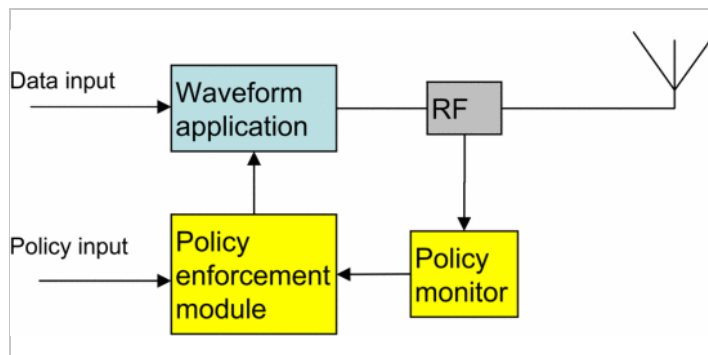 Data input
Waveform
application
RF
Policy input
Policy
enforcement
module
Policy
monitor